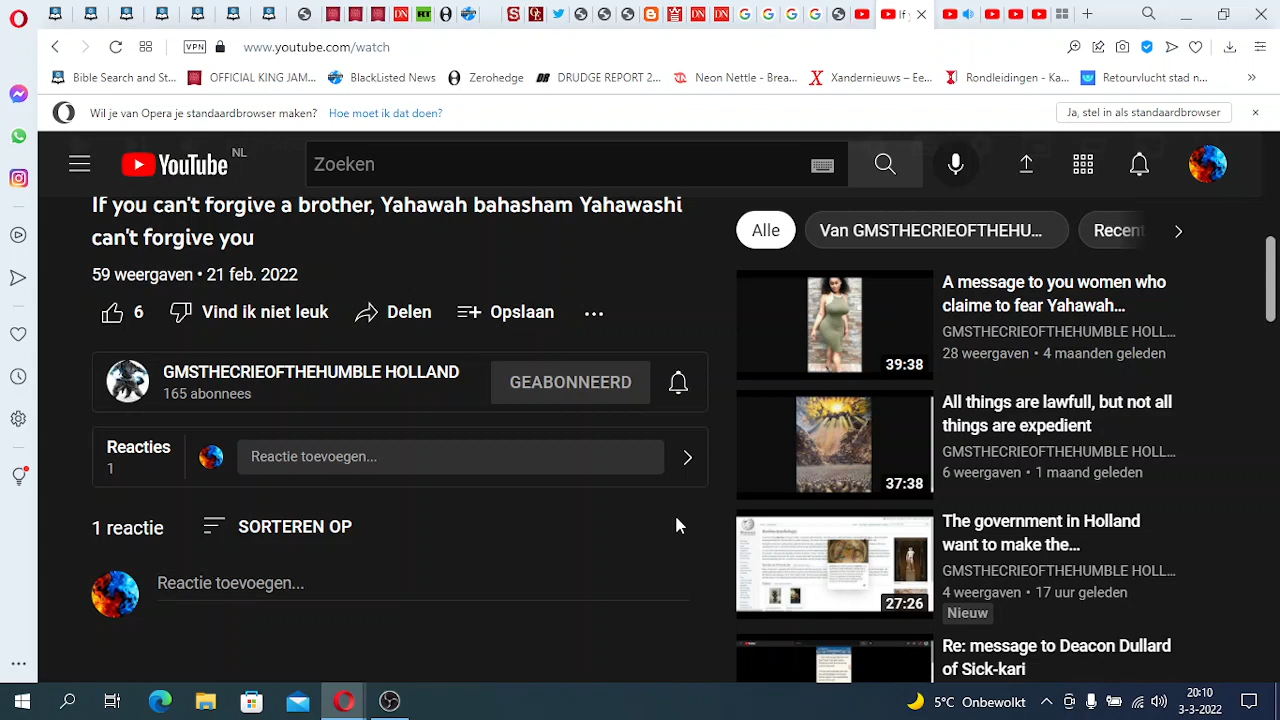 If
VPN
www.youtube.com/watch
Bible Search and St...
OFFICIAL KING JAM...
Blacklisted News
Zerohedge
DRUDGE REPORT 2...
Neon Nettle - Brea...
Xandernieuws – Ee...
Rondleidingen - Ka...
Retourvlucht stad n...
Wil je van Opera je standaardbrowser maken?
Hoe moet ik dat doen?
Ja, stel in als standaardbrowser
YouTube NL
Zoeken
If you can't forgive a brother, Yahawah bahasham Yahawashi
can't forgive you
59 weergaven • 21 feb. 2022
6
Vind ik niet leuk
Delen
Opslaan
GMSTHECRIEOFTHEHUMBLE HOLLAND
165 abonnees
GEABONNEERD
Reacties
1
Reactie toevoegen...
1 reactie
SORTEREN OP
Reactie toevoegen...
Alle
Van GMSTHECRIEOFTHEHU...
Recent
39:38
A message to you women who
claime to fear Yahawah...
GMSTHECRIEOFTHEHUMBLE HOLL...
28 weergaven • 4 maanden geleden
37:38
All things are lawfull, but not all
things are expedient
GMSTHECRIEOFTHEHUMBLE HOLL...
6 weergaven • 1 maand geleden
27:26
The government in Holland
want to make the...
GMSTHECRIEOFTHEHUMBLE HOLL...
4 weergaven • 17 uur geleden
Nieuw
Re: message to Deaon Dullard
of Sickarjri
5°C Onbewolkt
20:10
3-3-2022